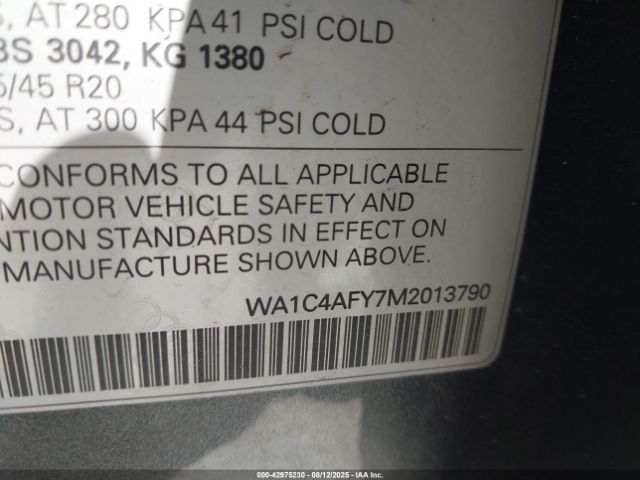 S, AT 280 KPA 41 PSI COLD
BS 3042, KG 1380
5/45 R20
S, AT 300 KPA 44 PSI COLD
CONFORMS TO ALL APPLICABLE
MOTOR VEHICLE SAFETY AND
NTION STANDARDS IN EFFECT ON
MANUFACTURE SHOWN ABOVE.
WA1C4AFY7M2013790
000-42975230 - 08/12/2025 - IAA Inc.